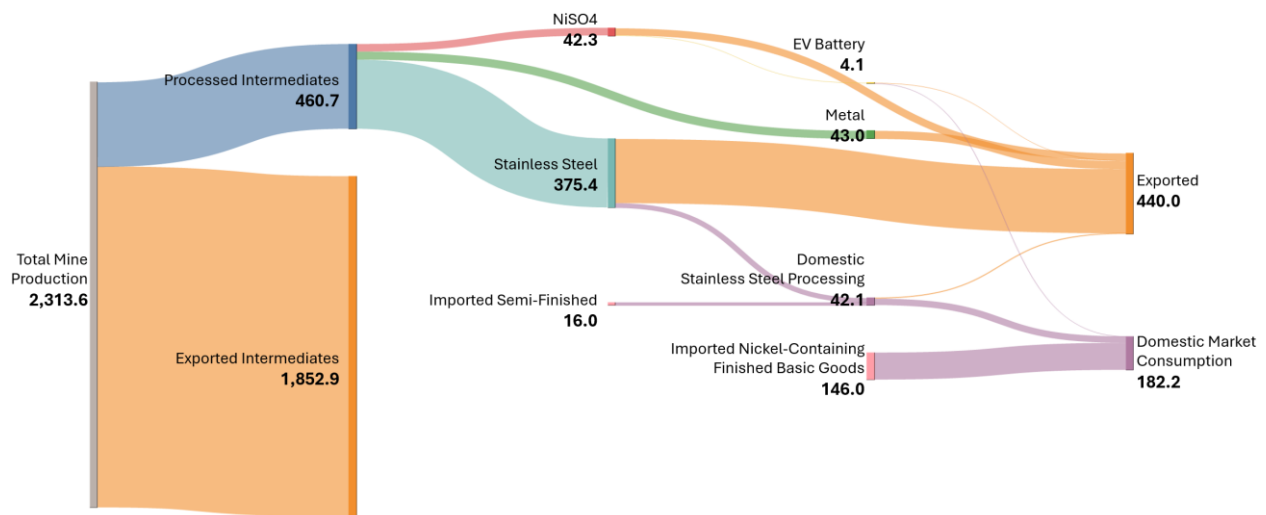 NiSO4
42.3
EV Battery
4.1
Processed Intermediates
460.7
Metal
43.0
Stainless Steel
375.4
Exported
440.0
Total Mine
Production
2,313.6
Domestic
Stainless Steel Processing
42.1
Imported Semi-Finished
16.0
Exported Intermediates
1,852.9
Imported Nickel-Containing
Finished Basic Goods
146.0
Domestic Market
Consumption
182.2